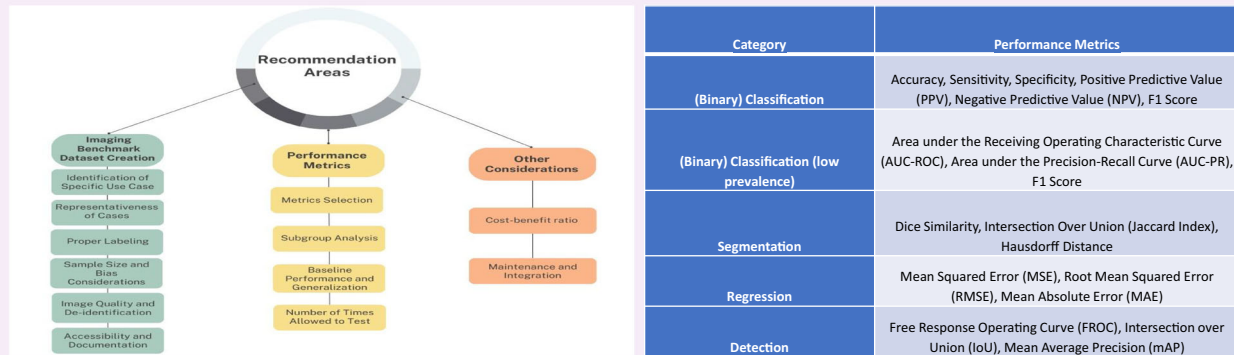 Recommendation
Areas
Imaging
Benchmark
Dataset Creation
Identification of
Specific Use Case
Representativeness
of Cases
Proper Labeling
Sample Size and
Bias
Considerations
Image Quality and
De-identification
Accessibility and
Documentation
Performance
Metrics
Metrics Selection
Subgroup Analysis
Baseline
Performance and
Generalization
Number of Times
Allowed to Test
Other
Considerations
Cost-benefit ratio
Maintenance and
Integration
Category
Performance Metrics
(Binary) Classification
Accuracy, Sensitivity, Specificity, Positive Predictive Value
(PPV), Negative Predictive Value (NPV), F1 Score
(Binary) Classification (low
prevalence)
Area under the Receiving Operating Characteristic Curve
(AUC-ROC), Area under the Precision-Recall Curve (AUC-PR),
F1 Score
Segmentation
Dice Similarity, Intersection Over Union (Jaccard Index),
Hausdorff Distance
Regression
Mean Squared Error (MSE), Root Mean Squared Error
(RMSE), Mean Absolute Error (MAE)
Detection
Free Response Operating Curve (FROC), Intersection over
Union (IoU), Mean Average Precision (mAP)